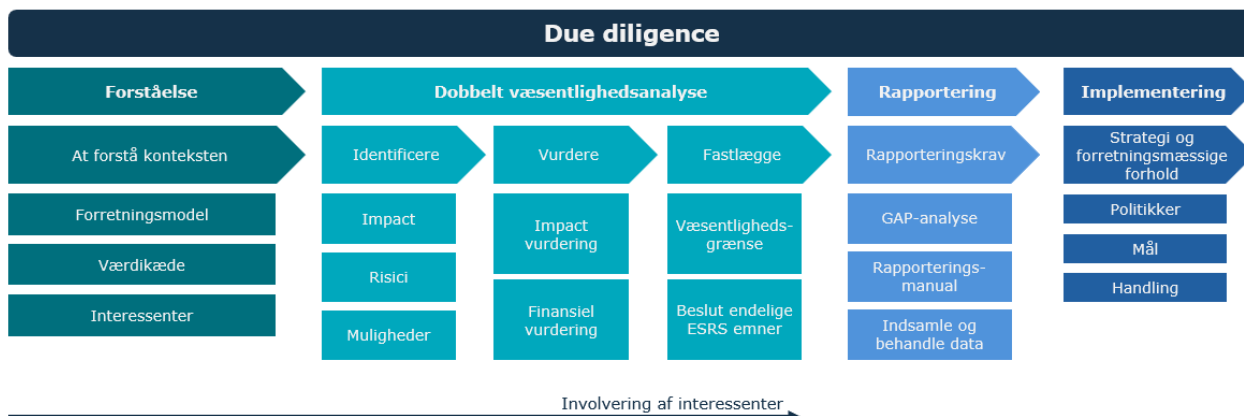 Due diligence
Forståelse
Dobbelt væsentlighedsanalyse
Rapportering
Implementering
At forstå konteksten
Identificere
Vurdere
Fastlægge
Rapporteringskrav
Strategi og
forretningsmæssige
forhold
Forretningsmodel
Værdikæde
Interessenter
Impact
Risici
Muligheder
Impact
vurdering
Finansiel
vurdering
Væsentligheds-
grænse
Beslut endelige
ESRS emner
GAP-analyse
Rapporterings-
manual
Indsamle og
behandle data
Politikker
Mål
Handling
Involvering af interessenter